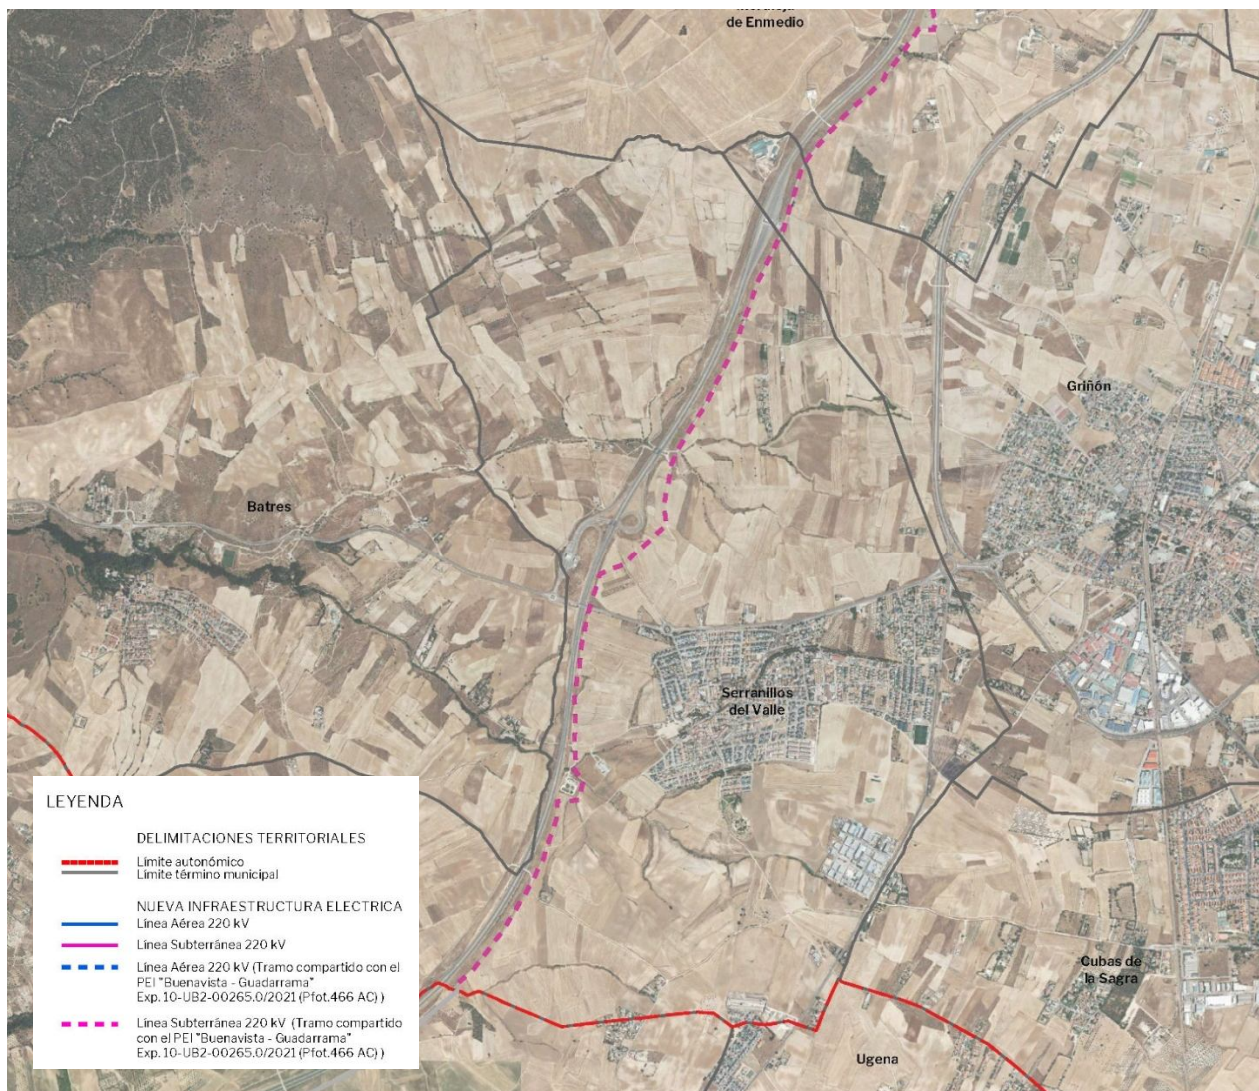 de Enmedio
Griñón
Batres
Serranillos
del Valle
Cubas de
la Sagra
Ugena
LEYENDA
DELIMITACIONES TERRITORIALES
Límite autonómico
Límite término municipal
NUEVA INFRAESTRUCTURA ELECTRICA
Línea Aérea 220 kV
Línea Subterránea 220 kV
Línea Aérea 220 kV (Tramo compartido con el
PEI "Buenavista - Guadarrama"
Exp. 10-UB2-00265.0/2021 (Pfot.466 AC) )
Línea Subterránea 220 kV (Tramo compartido
con el PEI "Buenavista - Guadarrama"
Exp. 10-UB2-00265.0/2021 (Pfot.466 AC) )